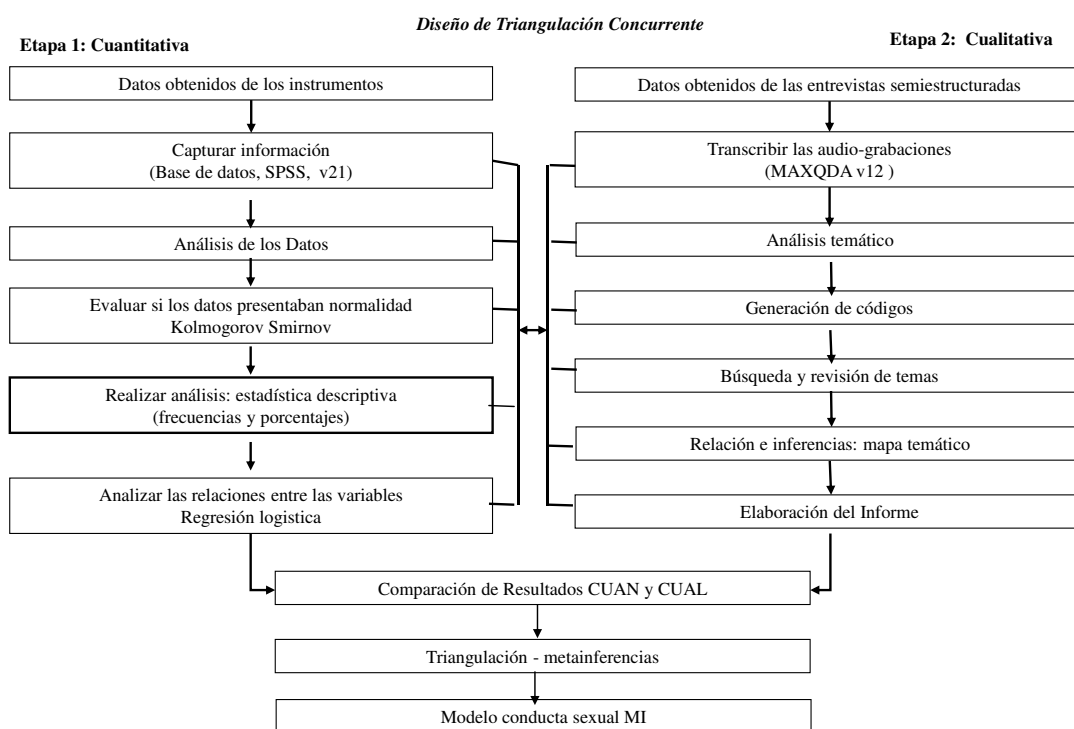 Diseño de Triangulación Concurrente
Etapa 1: Cuantitativa
Datos obtenidos de los instrumentos
Capturar información
(Base de datos, SPSS, v21)
Análisis de los Datos
Evaluar si los datos presentaban normalidad
Kolmogorov Smirnov
Realizar análisis: estadística descriptiva
(frecuencias y porcentajes)
Analizar las relaciones entre las variables
Regresión logistica
Etapa 2: Cualitativa
Datos obtenidos de las entrevistas semiestructuradas
Transcribir las audio-grabaciones
(MAXQDA v12 )
Análisis temático
Generación de códigos
Búsqueda y revisión de temas
Relación e inferencias: mapa temático
Elaboración del Informe
Comparación de Resultados CUAN y CUAL
Triangulación - metainferencias
Modelo conducta sexual MI